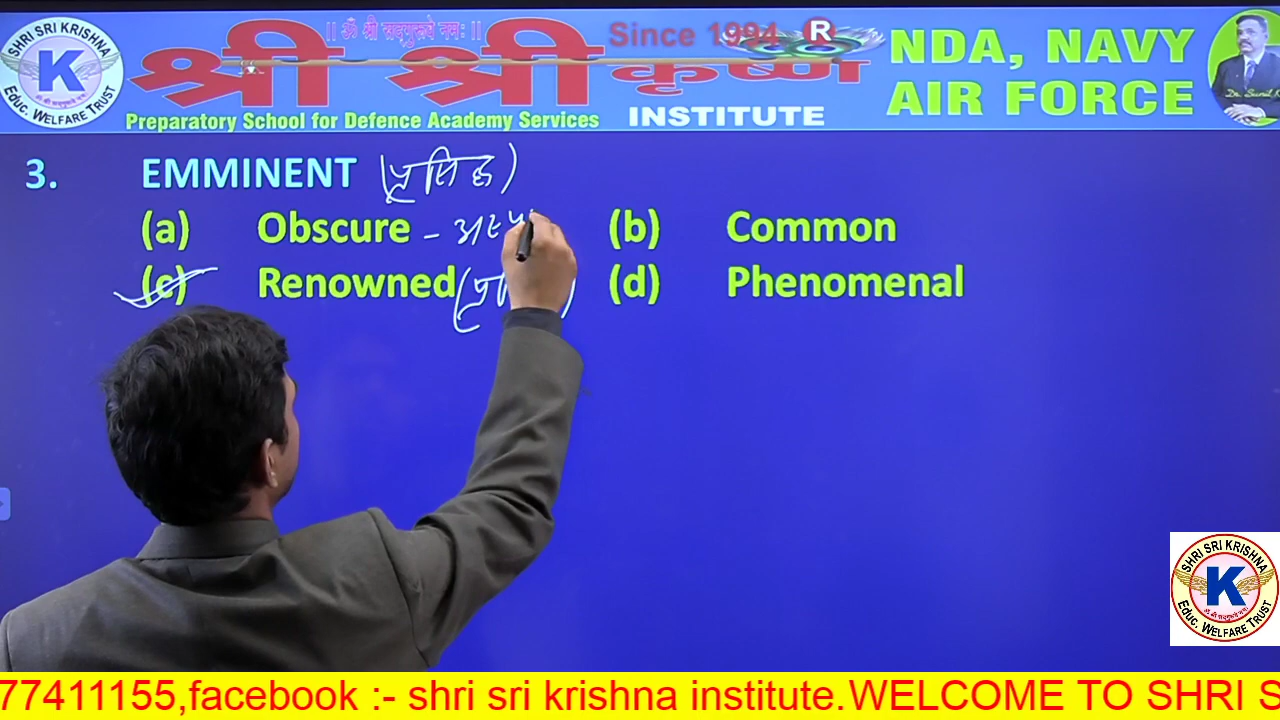 || ॐ श्री सद्गुरुवे नमः ||
SHRI SRI KRISHNA
K
Educ. WELFARE TRUST
श्री श्री कृष्ण
Since 1994 R
INSTITUTE
Preparatory School for Defence Academy Services
NDA, NAVY
AIR FORCE
3. EMMINENT (प्रसिद्ध)
(a) Obscure - (b) Common
(c) Renowned (d) Phenomenal
SHRI SRI KRISHNA
K
Educ. WELFARE TRUST
77411155,facebook :- shri sri krishna institute.WELCOME TO SHRI S